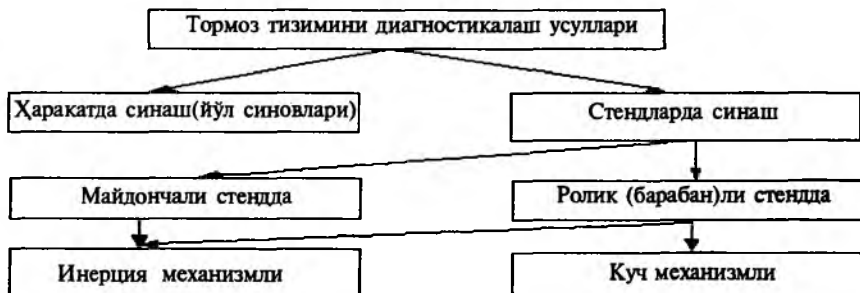 Тормоз тизимини диагностикалаш усуллари
Ҳаракатда синаш(йўл синовлари)
Стендларда синаш
Майдончали стендда
Ролик (барабан)ли стендда
Инерция механизмли
Куч механизмли